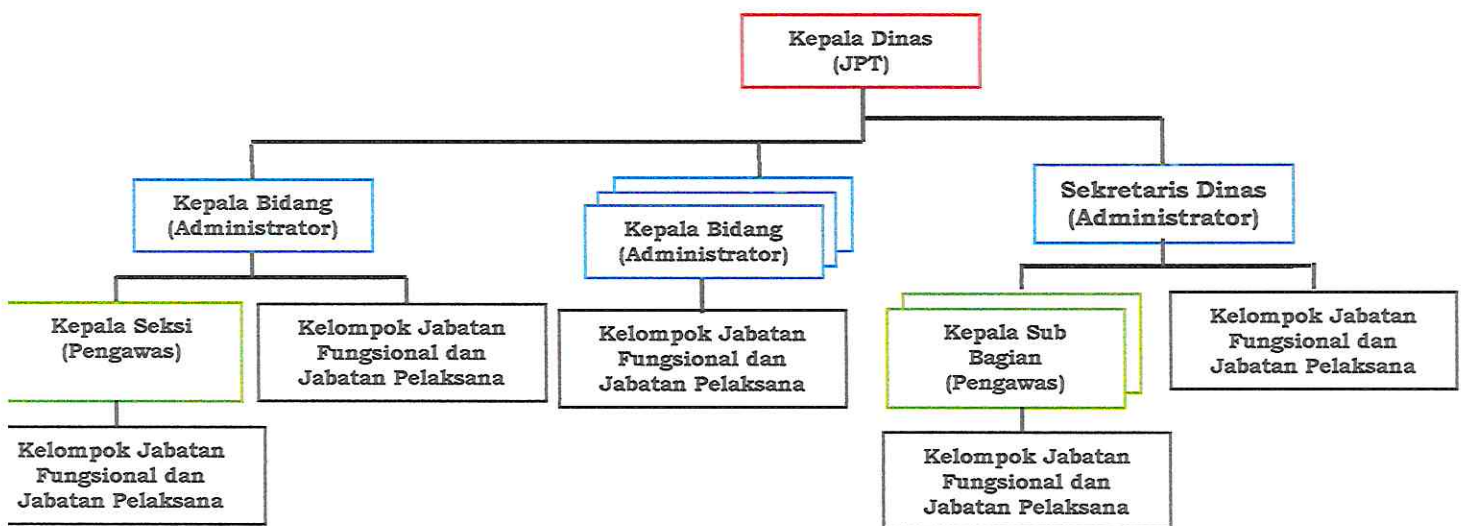 Kepala Dinas
(JPT)
Kepala Bidang
(Administrator)
Kepala Bidang
(Administrator)
Sekretaris Dinas
(Administrator)
Kepala Seksi
(Pengawas)
Kelompok Jabatan
Fungsional dan
Jabatan Pelaksana
Kelompok Jabatan
Fungsional dan
Jabatan Pelaksana
Kepala Sub
Bagian
(Pengawas)
Kelompok Jabatan
Fungsional dan
Jabatan Pelaksana
Kelompok Jabatan
Fungsional dan
Jabatan Pelaksana
Kelompok Jabatan
Fungsional dan
Jabatan Pelaksana